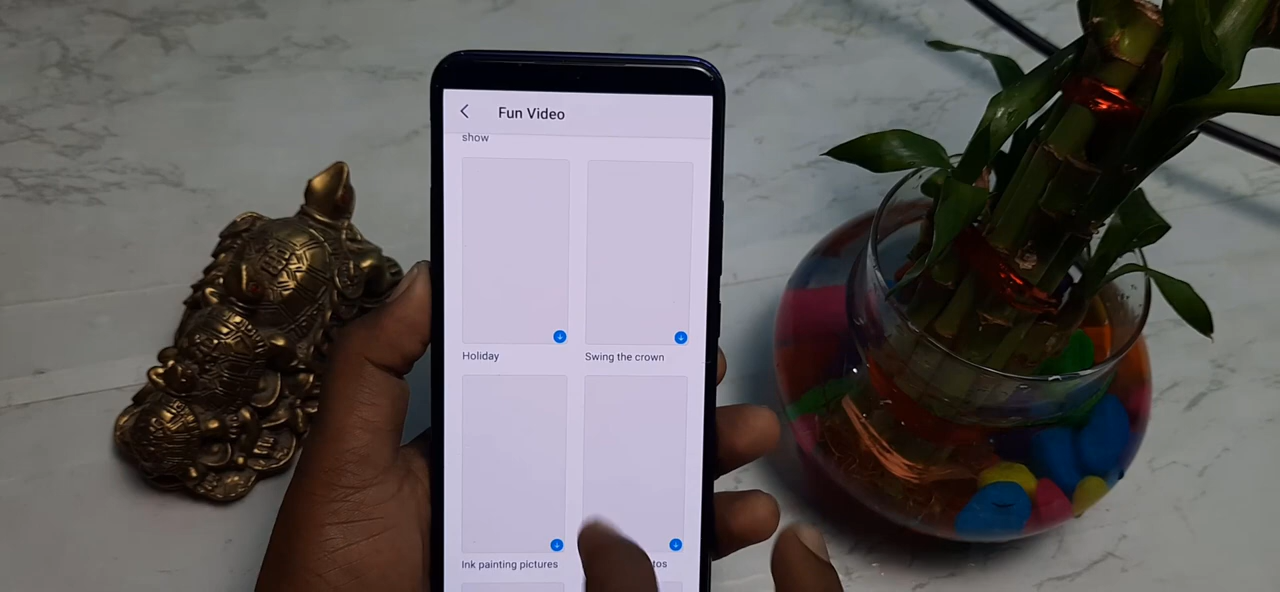 Fun Video
show
Holiday
Swing the crown
Ink painting pictures